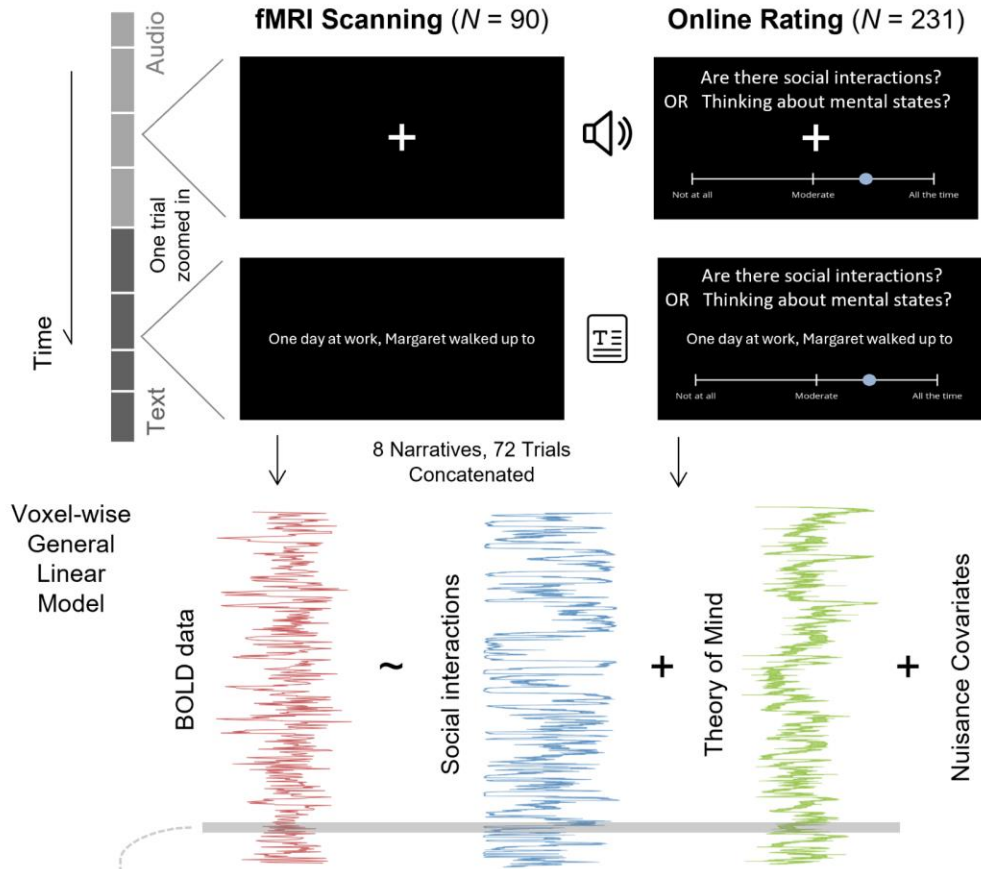 fMRI Scanning (N = 90)
Online Rating (N = 231)
Audio
One trial
zoomed in
Text
Time
Are there social interactions?
OR Thinking about mental states?
Not at all
Moderate
All the time
One day at work, Margaret walked up to
T
Are there social interactions?
OR Thinking about mental states?
One day at work, Margaret walked up to
Not at all
Moderate
All the time
8 Narratives, 72 Trials
Concatenated
Voxel-wise
General
Linear
Model
BOLD data
~
Social interactions
+
Theory of Mind
+
Nuisance Covariates